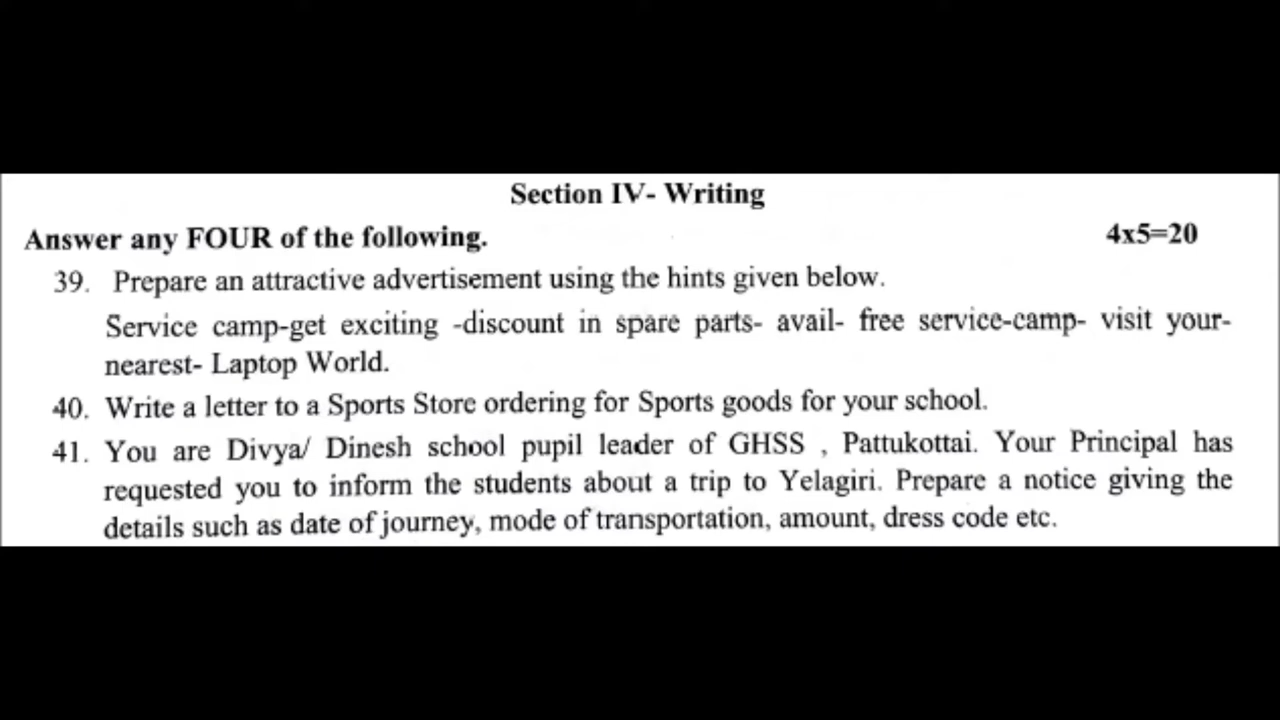 Section IV- Writing
Answer any FOUR of the following. 4x5=20
39. Prepare an attractive advertisement using the hints given below.
Service camp-get exciting -discount in spare parts- avail- free service-camp- visit your-
nearest- Laptop World.
40. Write a letter to a Sports Store ordering for Sports goods for your school.
41. You are Divya/ Dinesh school pupil leader of GHSS , Pattukottai. Your Principal has
requested you to inform the students about a trip to Yelagiri. Prepare a notice giving the
details such as date of journey, mode of transportation, amount, dress code etc.